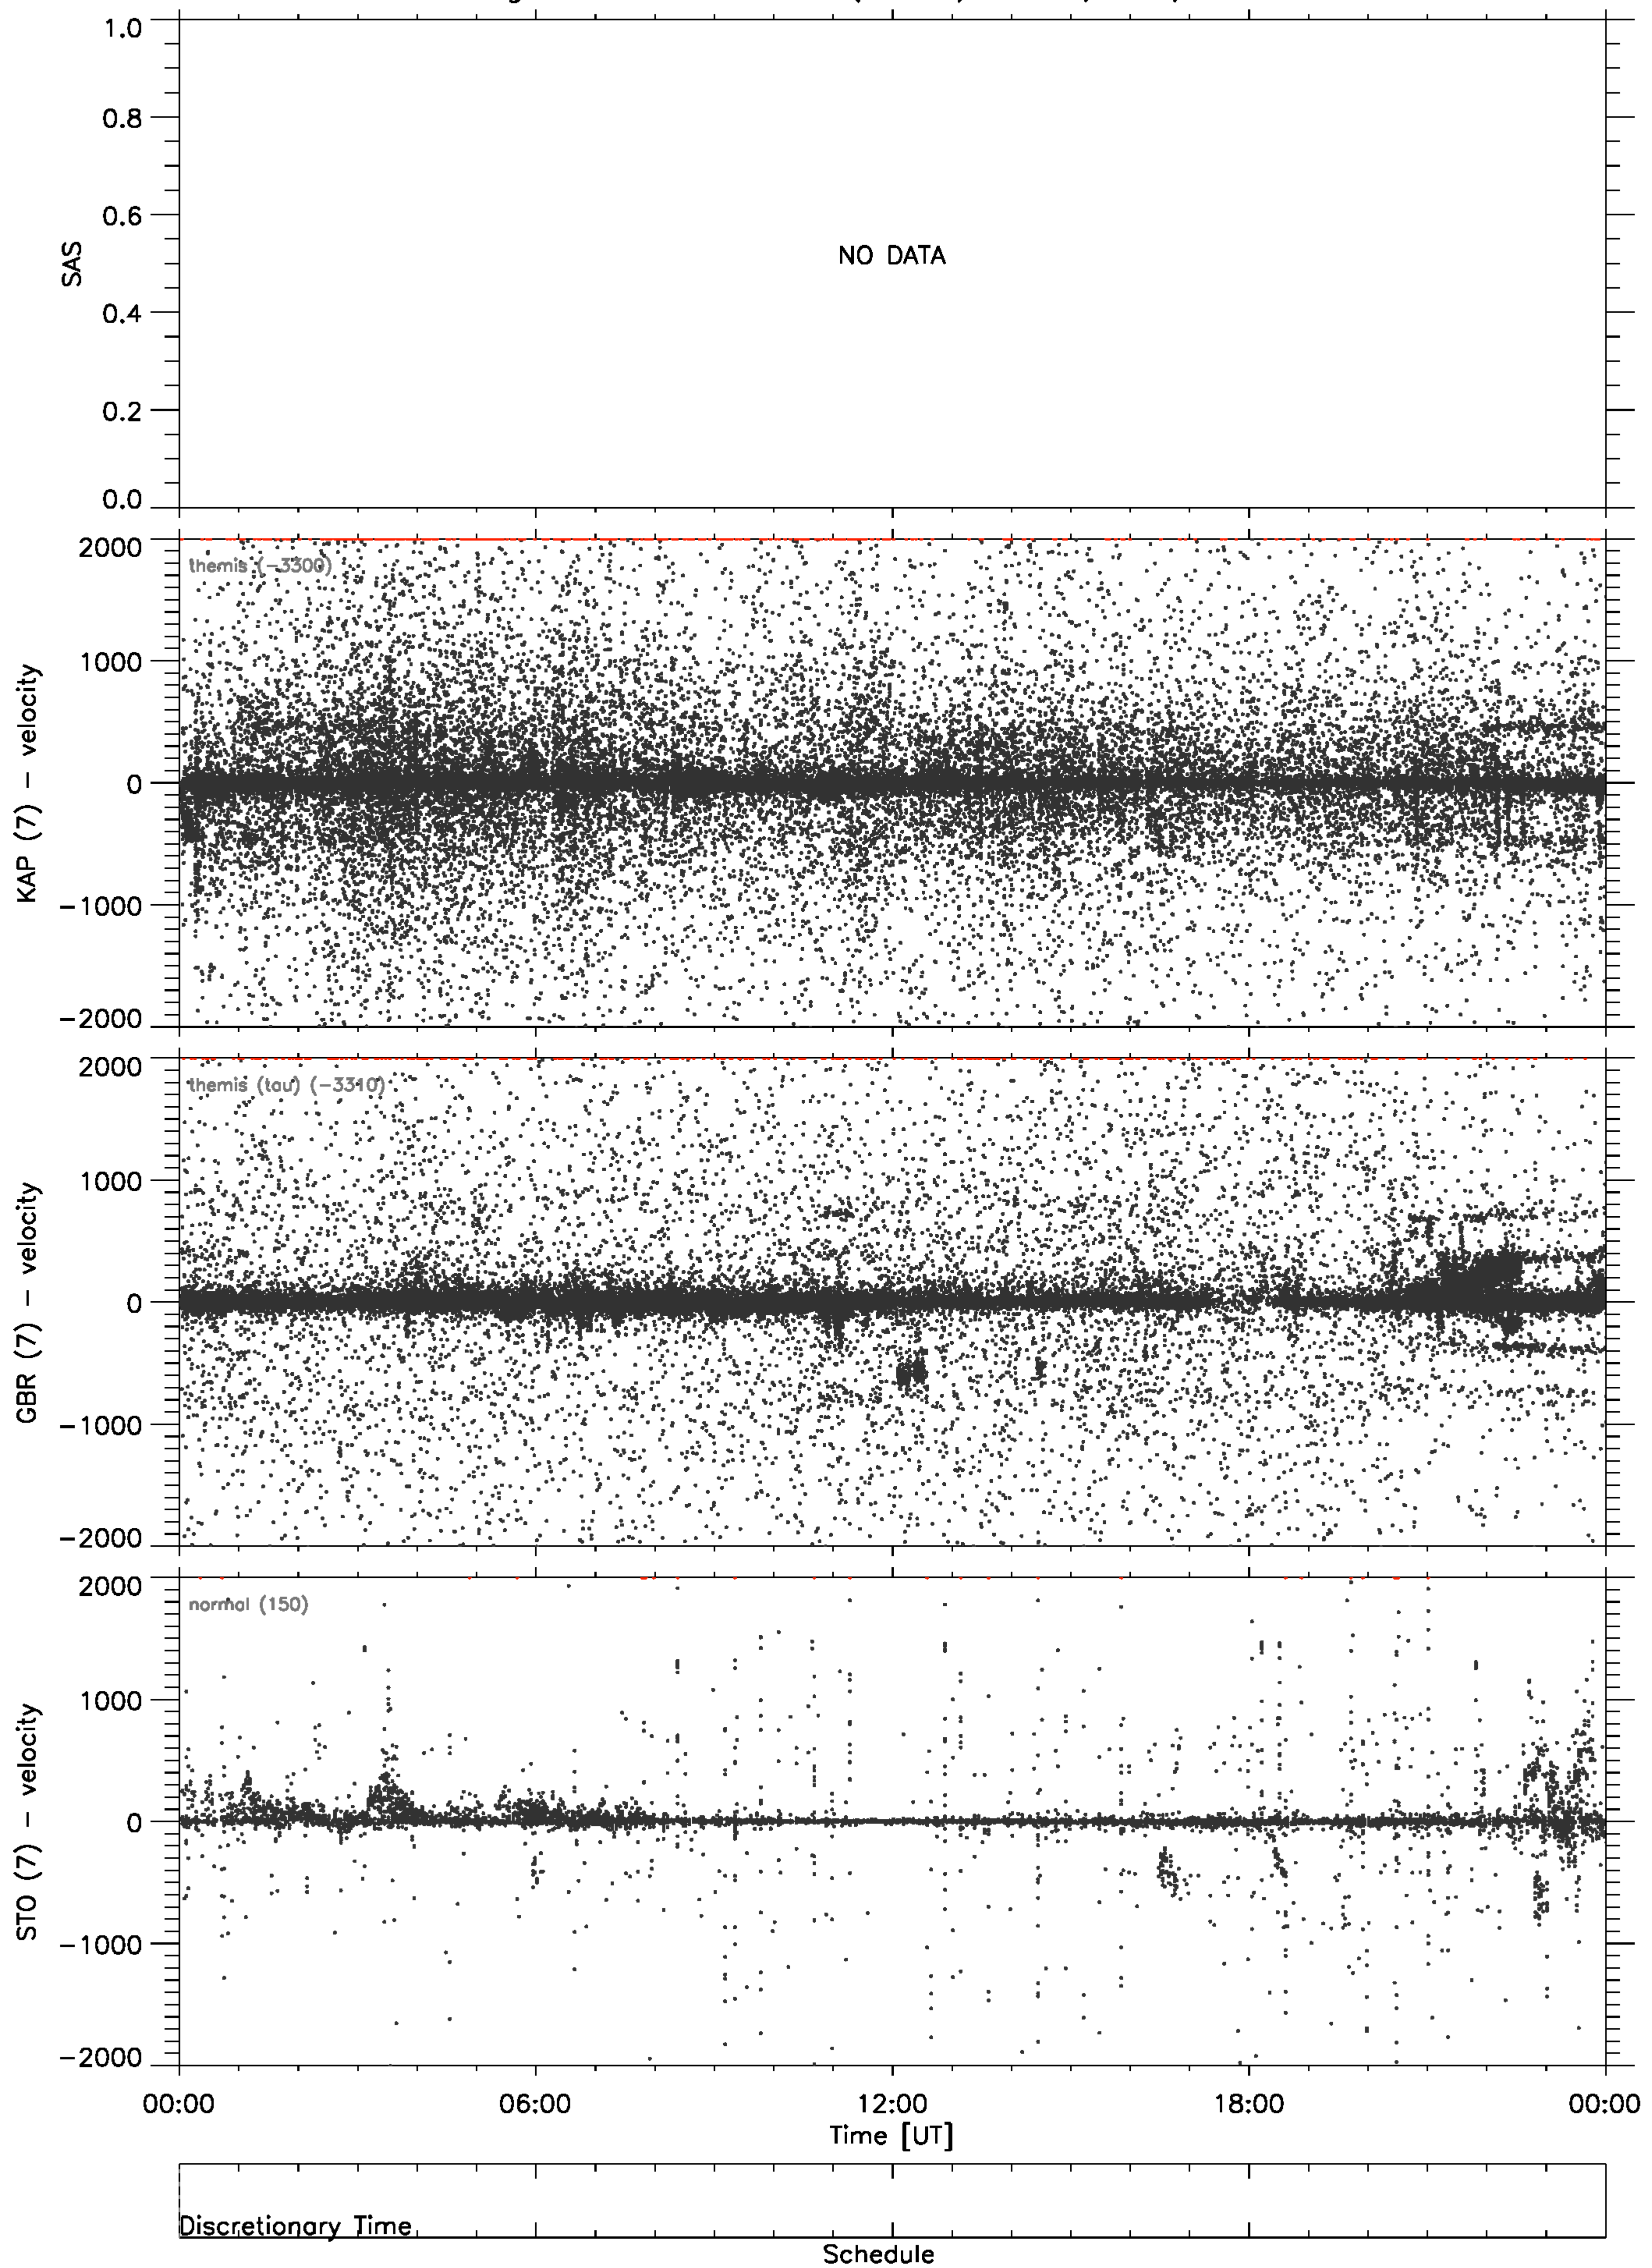 1.0
0.8
0.6
0.4
0.2
0.0
SAS
NO DATA
2000
1000
0
−1000
−2000
KAP (7) − velocity
themis (−3300)
2000
1000
0
−1000
−2000
GBR (7) − velocity
themis (tau) (−3310)
2000
1000
0
−1000
−2000
STO (7) − velocity
normal (150)
00:00 06:00 12:00 18:00 00:00
Time [UT]
Discretionary Time
Schedule